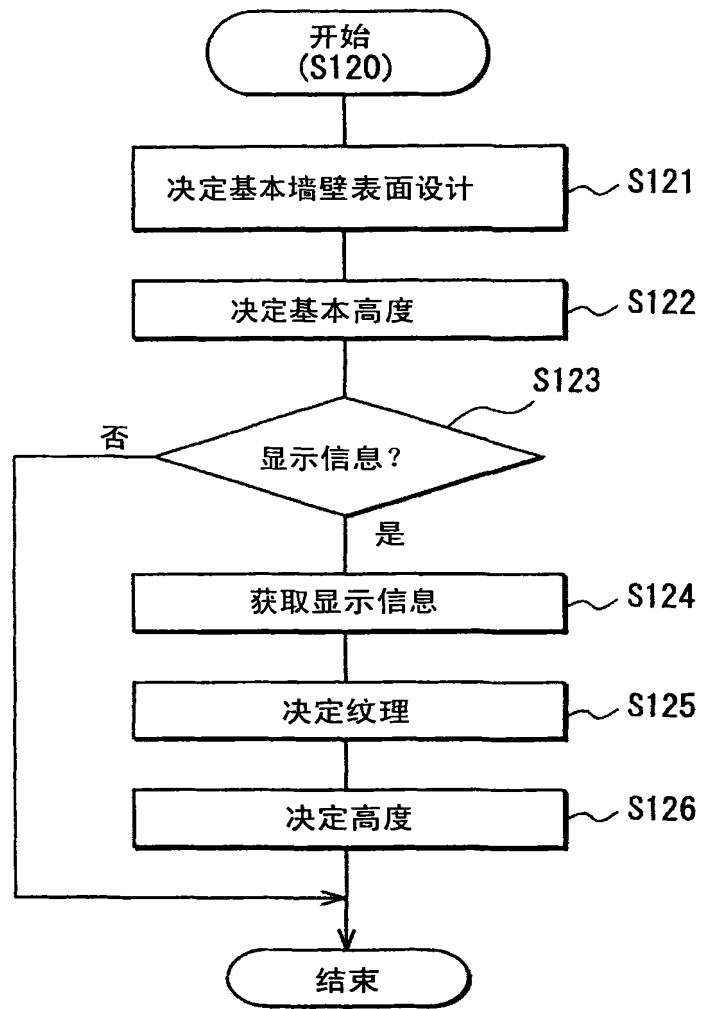 开始
(S120)
决定基本墙壁表面设计
S121
决定基本高度
S122
S123
否
显示信息？
是
获取显示信息
S124
决定纹理
S125
决定高度
S126
结束